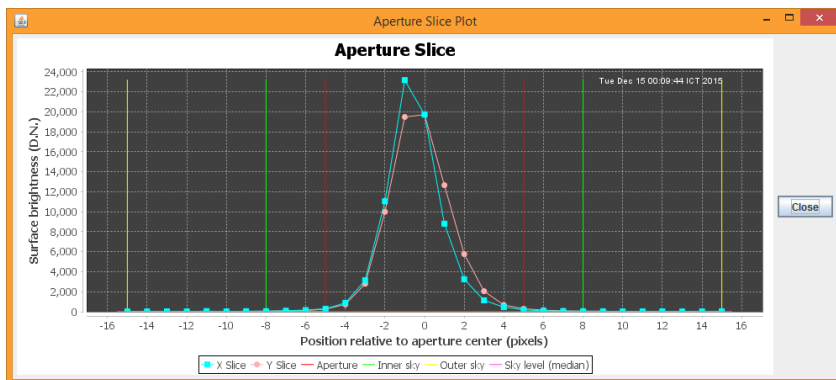 Aperture Slice Plot
Aperture Slice
Tue Dec 15 00:09:44 ICT 2015
24,000
22,000
20,000
18,000
16,000
14,000
12,000
10,000
8,000
6,000
4,000
2,000
0
Surface brightness (D.N.)
-16 -14 -12 -10 -8 -6 -4 -2 0 2 4 6 8 10 12 14 16
Position relative to aperture center (pixels)
X Slice Y Slice Aperture Inner sky Outer sky Sky level (median)
Close